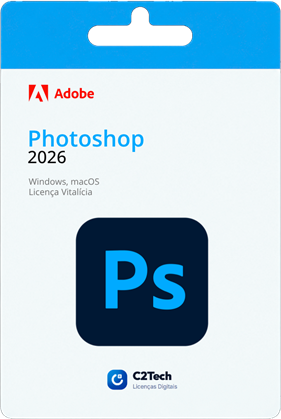 Adobe
Photoshop
2026
Windows, macOS
Licença Vitalícia
Ps
C2Tech
Licenças Digitais